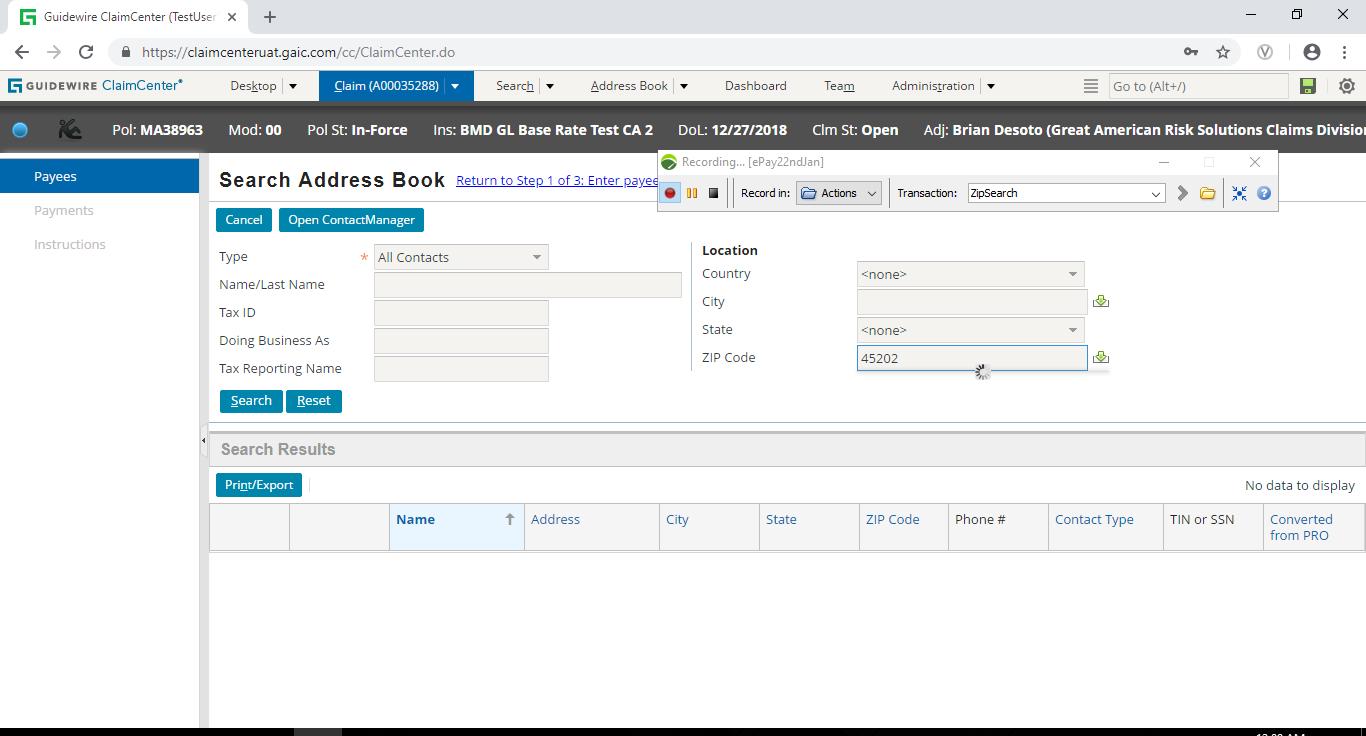 Guidewire ClaimCenter (TestUser
https://claimcenteruat.gaic.com/cc/ClaimCenter.do
GUIDEWIRE ClaimCenter® Desktop Claim (A00035288) Search Address Book Dashboard Team Administration Go to (Alt+/)
Pol: MA38963 Mod: 00 Pol St: In-Force Ins: BMD GL Base Rate Test CA 2 DoL: 12/27/2018 Clm St: Open Adj: Brian Desoto (Great American Risk Solutions Claims Divisio
Recording... [ePay22ndJan]
Record in: Actions Transaction: ZipSearch
Payees
Payments
Instructions
Search Address Book Return to Step 1 of 3: Enter payee
Cancel Open ContactManager
Type * All Contacts
Name/Last Name
Tax ID
Doing Business As
Tax Reporting Name
Location
Country <none>
City
State <none>
ZIP Code 45202
Search Reset
Search Results
Print/Export No data to display
Name Address City State ZIP Code Phone # Contact Type TIN or SSN Converted
from PRO